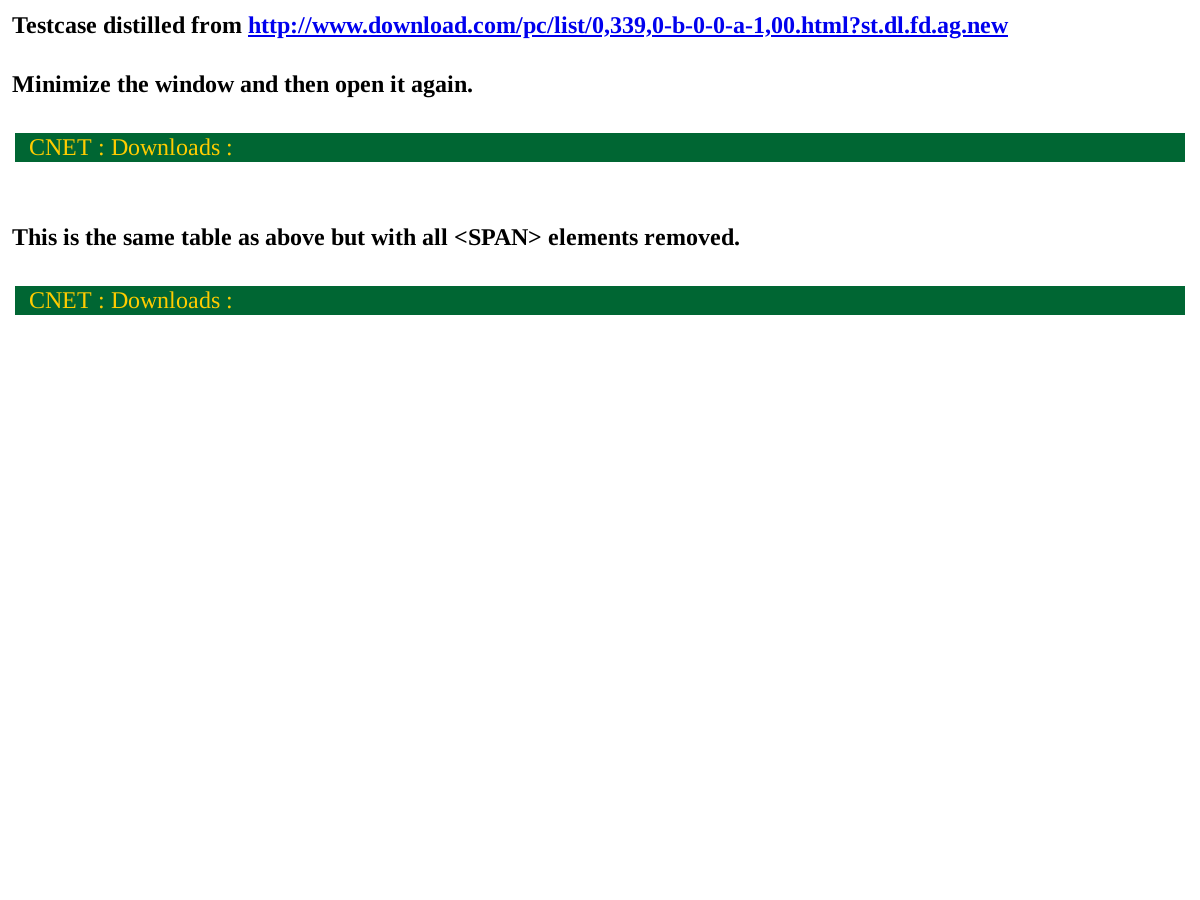 Testcase distilled from http://www.download.com/pc/list/0,339,0-b-0-0-a-1,00.html?st.dl.fd.ag.new
Minimize the window and then open it again.
CNET : Downloads :
This is the same table as above but with all <SPAN> elements removed.
CNET : Downloads :